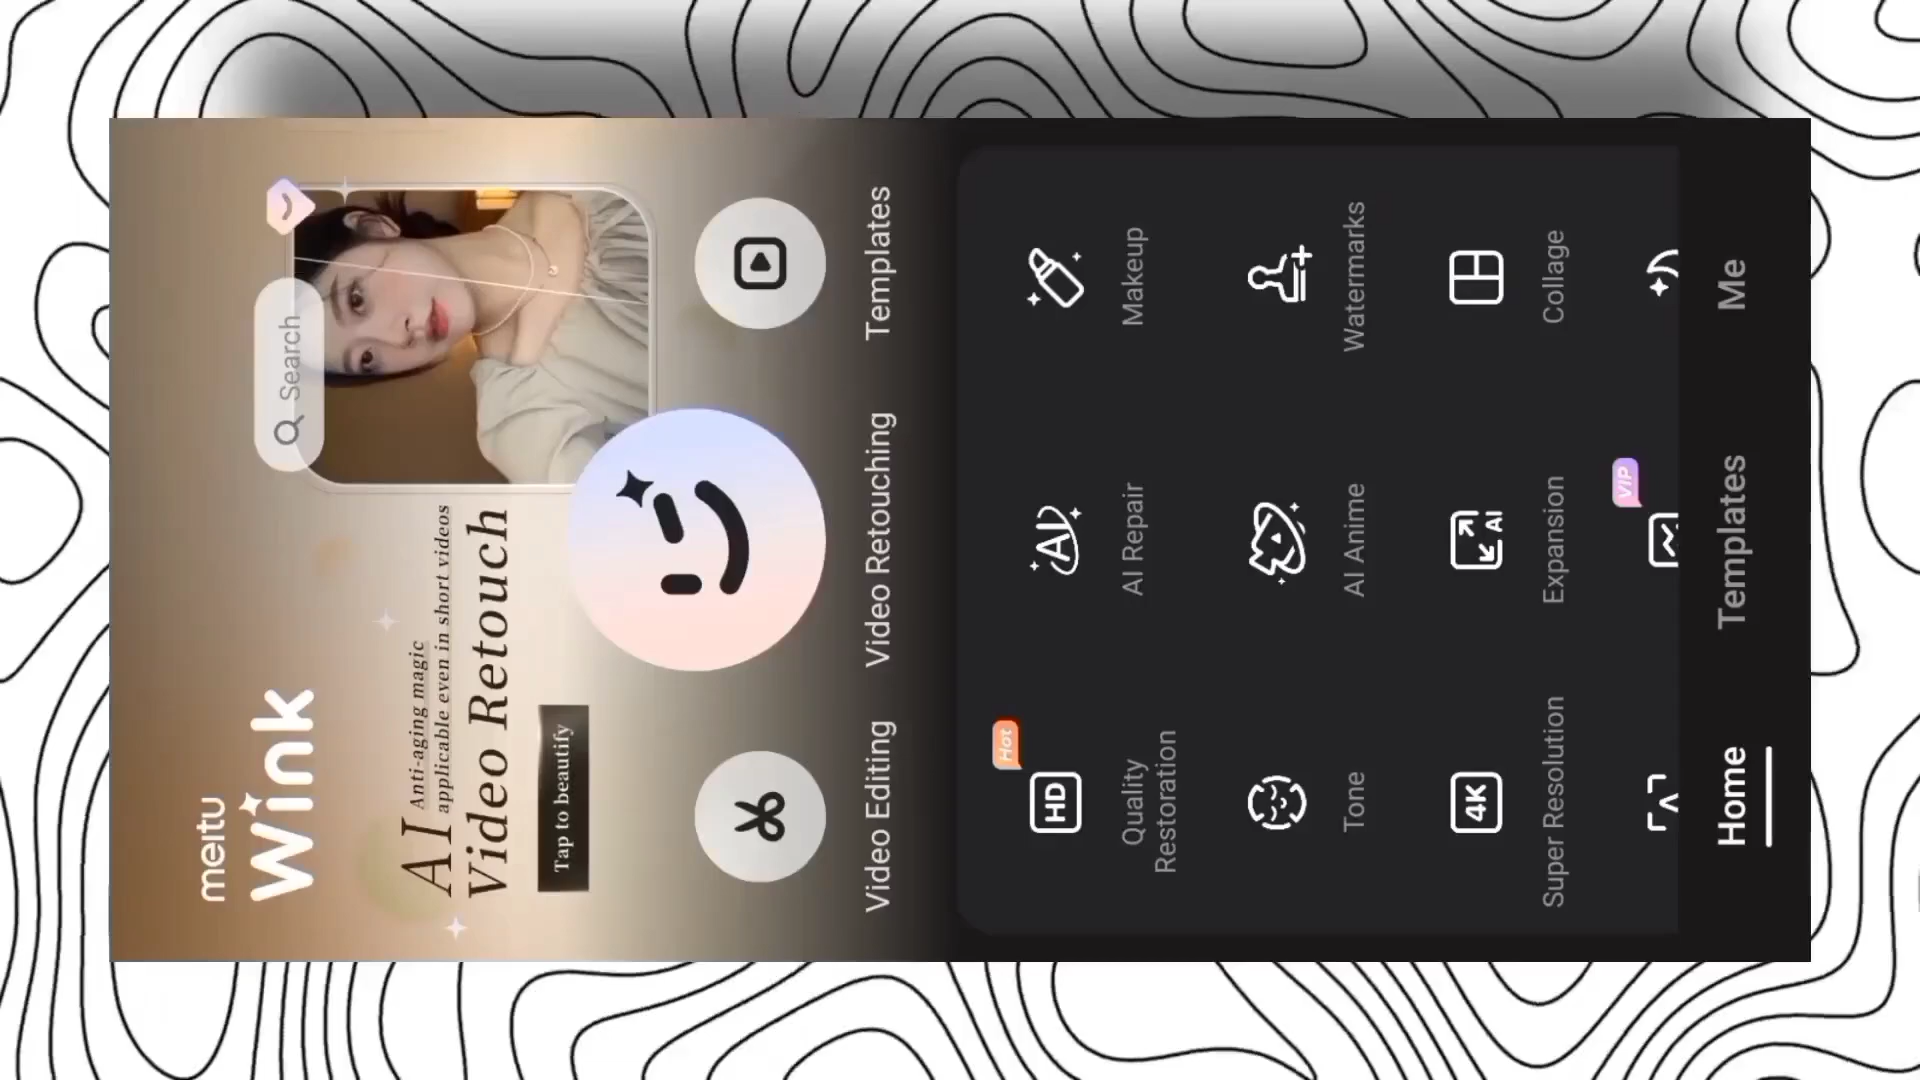 meitu
Wink
Search
AI Anti-aging magic
applicable even in short videos
Video Retouch
Tap to beautify
Video Editing
Video Retouching
Templates
Hot
HD
AI
Quality
Restoration
AI Repair
Makeup
Tone
AI Anime
Watermarks
4K
AI
Super Resolution
Expansion
Collage
VIP
Home
Templates
Me